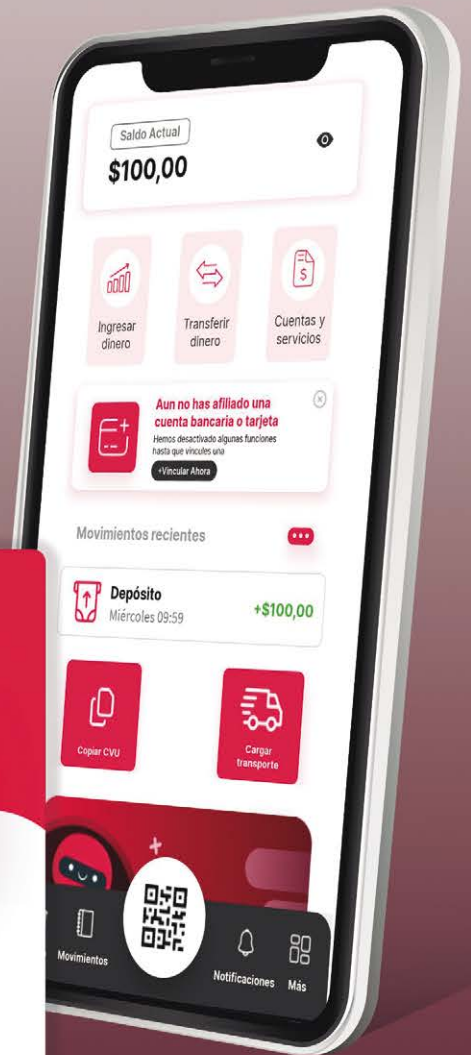 Saldo Actual
$100,00
Ingresar
dinero
Transferir
dinero
Cuentas y
servicios
Aun no has afiliado una
cuenta bancaria o tarjeta
Hemos desactivado algunas funciones
hasta que vincules una
+Vincular Ahora
Movimientos recientes
Depósito
Miércoles 09:59
+$100,00
Copiar CVU
Cargar
transporte
Movimientos
Notificaciones
Más